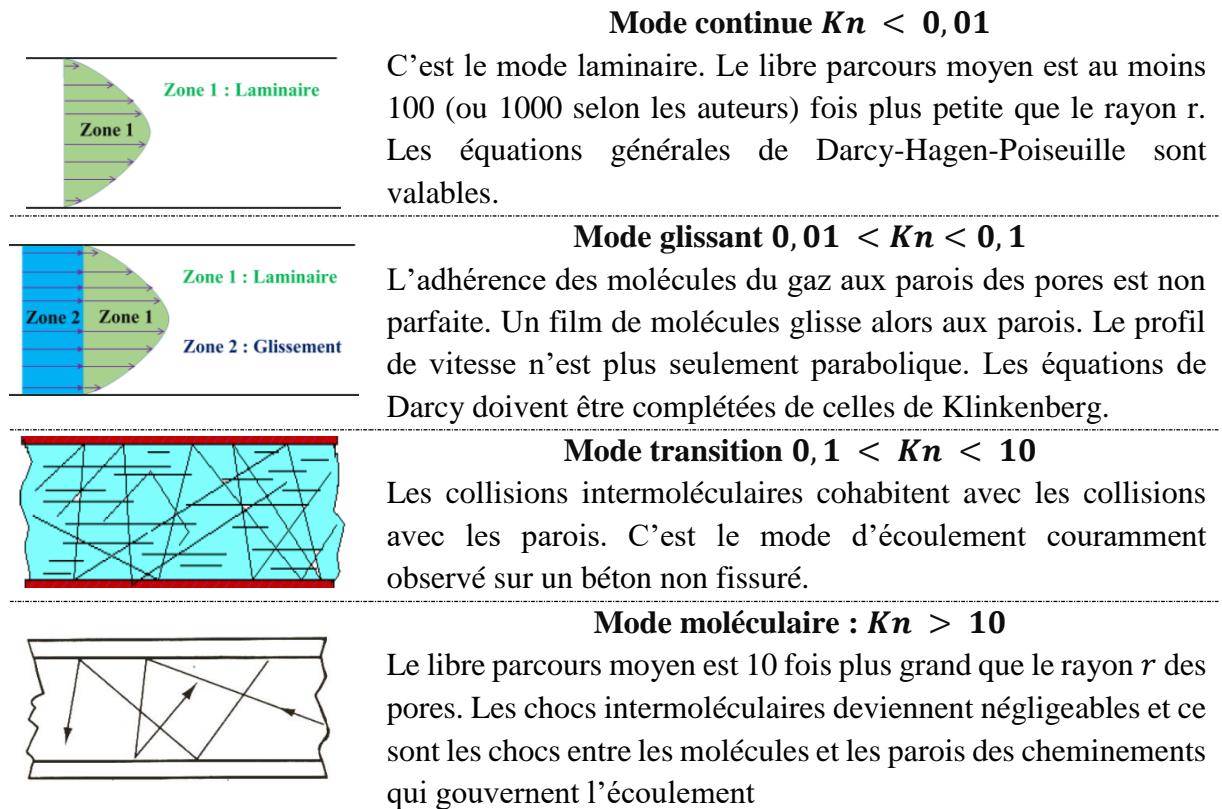 Mode continue Kn < 0,01
Zone 1 : Laminaire
Zone 1
C’est le mode laminaire. Le libre parcours moyen est au moins
100 (ou 1000 selon les auteurs) fois plus petite que le rayon r.
Les équations générales de Darcy-Hagen-Poiseuille sont
valables.
Mode glissant 0,01 < Kn < 0,1
Zone 1 : Laminaire
Zone 2 Zone 1
Zone 2 : Glissement
L’adhérence des molécules du gaz aux parois des pores est non
parfaite. Un film de molécules glisse alors aux parois. Le profil
de vitesse n’est plus seulement parabolique. Les équations de
Darcy doivent être complétées de celles de Klinkenberg.
Mode transition 0,1 < Kn < 10
Les collisions intermoléculaires cohabitent avec les collisions
avec les parois. C’est le mode d’écoulement couramment
observé sur un béton non fissuré.
Mode moléculaire : Kn > 10
Le libre parcours moyen est 10 fois plus grand que le rayon r des
pores. Les chocs intermoléculaires deviennent négligeables et ce
sont les chocs entre les molécules et les parois des cheminements
qui gouvernent l’écoulement